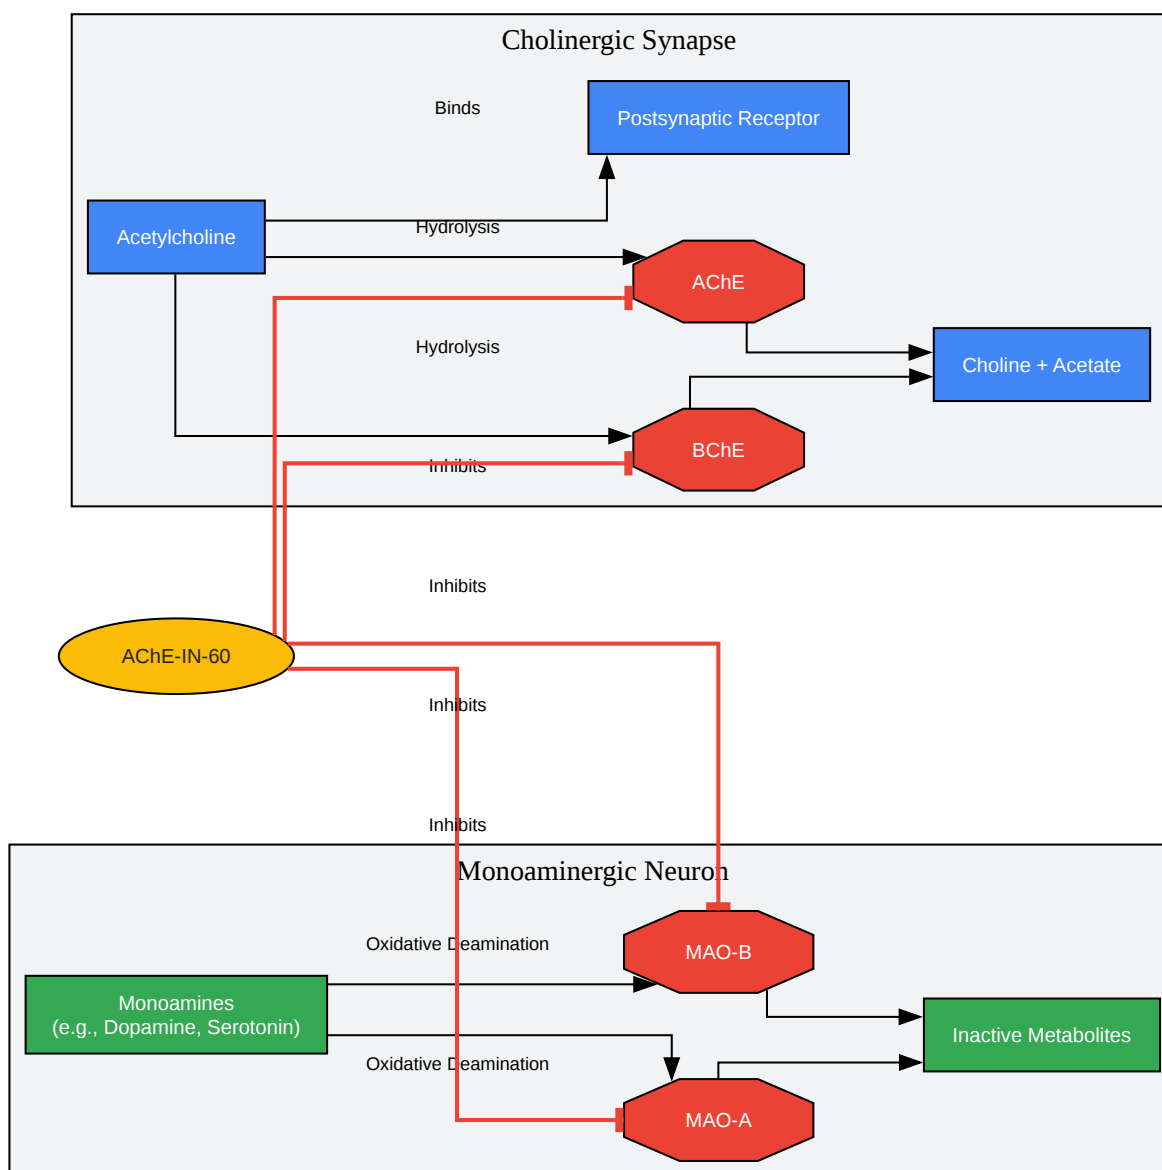 Cholinergic Synapse
Binds
Postsynaptic Receptor
Acetylcholine
Hydrolysis
AChE
Hydrolysis
Choline + Acetate
BChE
Inhibits
Inhibits
AChE-IN-60
Inhibits
Inhibits
Monoaminergic Neuron
Oxidative Deamination
MAO-B
Monoamines
(e.g., Dopamine, Serotonin)
Inactive Metabolites
Oxidative Deamination
MAO-A